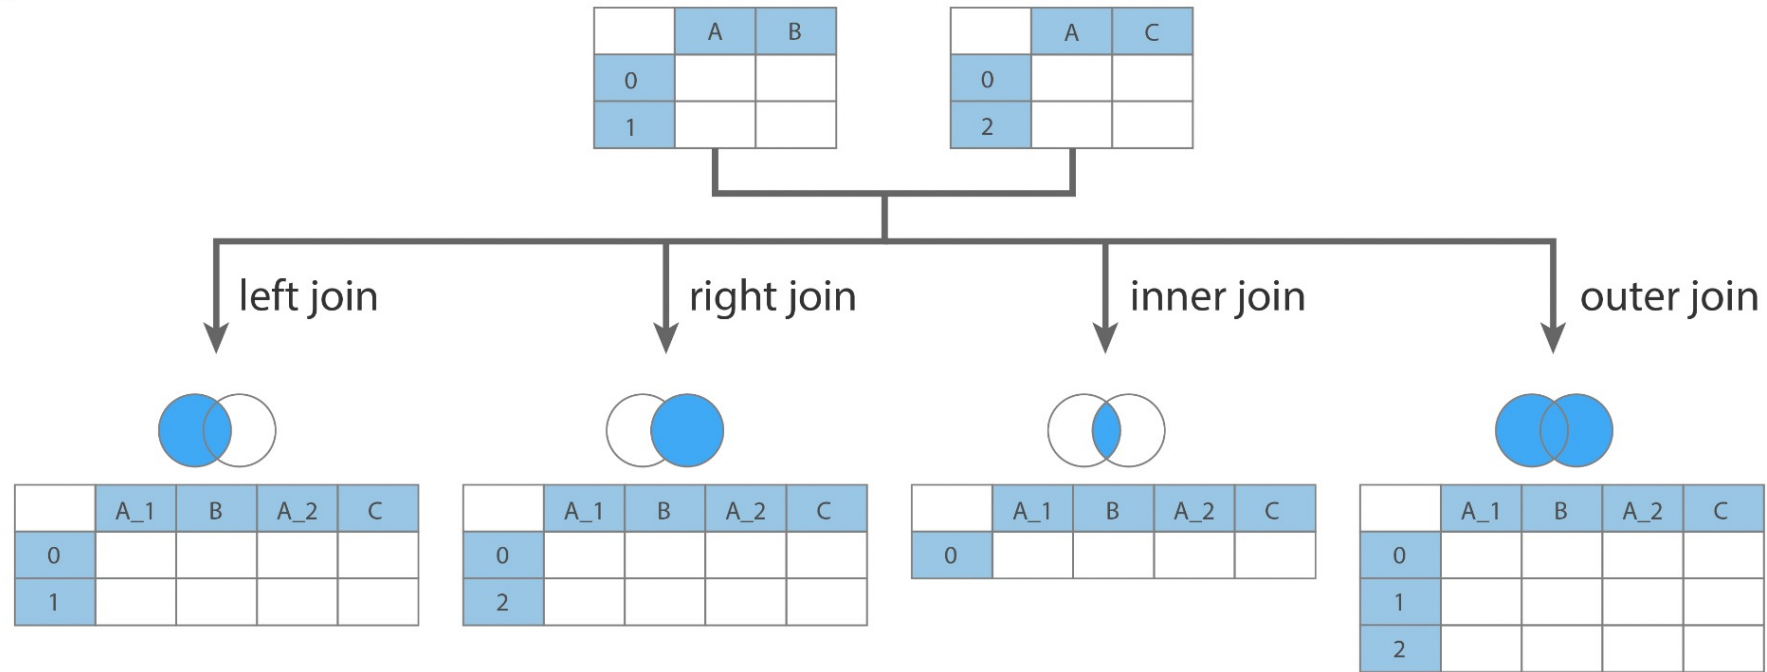 A B
0
1
A C
0
2
left join
right join
inner join
outer join
A_1 B A_2 C
0
1
A_1 B A_2 C
0
2
A_1 B A_2 C
0
A_1 B A_2 C
0
1
2